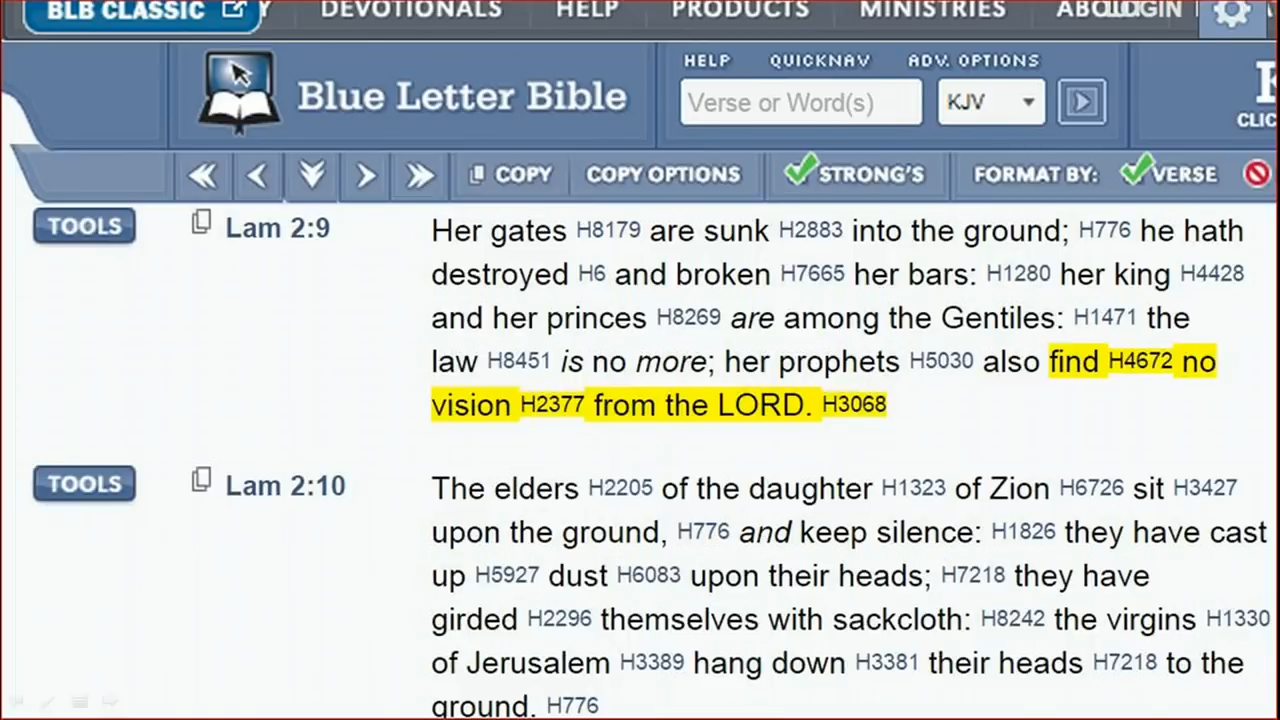 BLB CLASSIC
DEVOTIONALS HELP PRODUCTS MINISTRIES
HELP QUICKNAV ADV. OPTIONS
Blue Letter Bible Verse or Word(s) KJV
COPY COPY OPTIONS STRONG'S FORMAT BY: VERSE
TOOLS Lam 2:9 Her gates H8179 are sunk H2883 into the ground; H776 he hath
destroyed H6 and broken H7665 her bars: H1280 her king H4428
and her princes H8269 are among the Gentiles: H1471 the
law H8451 is no more; her prophets H5030 also find H4672 no
vision H2377 from the LORD. H3068
TOOLS Lam 2:10 The elders H2205 of the daughter H1323 of Zion H6726 sit H3427
upon the ground, H776 and keep silence: H1826 they have cast
up H5927 dust H6083 upon their heads; H7218 they have
girded H2296 themselves with sackcloth: H8242 the virgins H1330
of Jerusalem H3389 hang down H3381 their heads H7218 to the
ground. H776